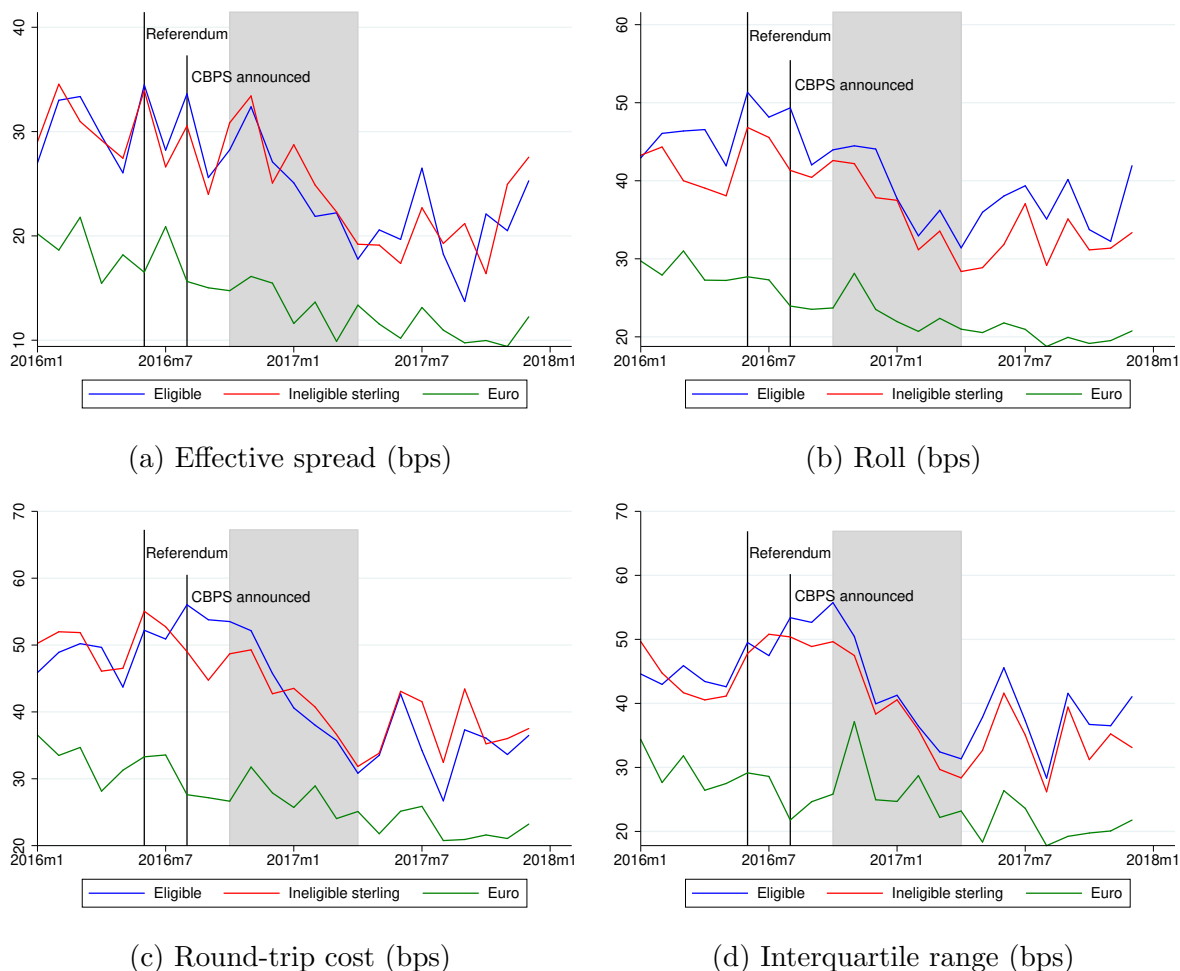 40
30
20
10
Referendum
CBPS announced
2016m1 2016m7 2017m1 2017m7 2018m1
Eligible Ineligible sterling Euro
(a) Effective spread (bps)
60
50
40
30
20
Referendum
CBPS announced
2016m1 2016m7 2017m1 2017m7 2018m1
Eligible Ineligible sterling Euro
(b) Roll (bps)
70
60
50
40
30
20
Referendum
CBPS announced
2016m1 2016m7 2017m1 2017m7 2018m1
Eligible Ineligible sterling Euro
(c) Round-trip cost (bps)
70
60
50
40
30
20
Referendum
CBPS announced
2016m1 2016m7 2017m1 2017m7 2018m1
Eligible Ineligible sterling Euro
(d) Interquartile range (bps)